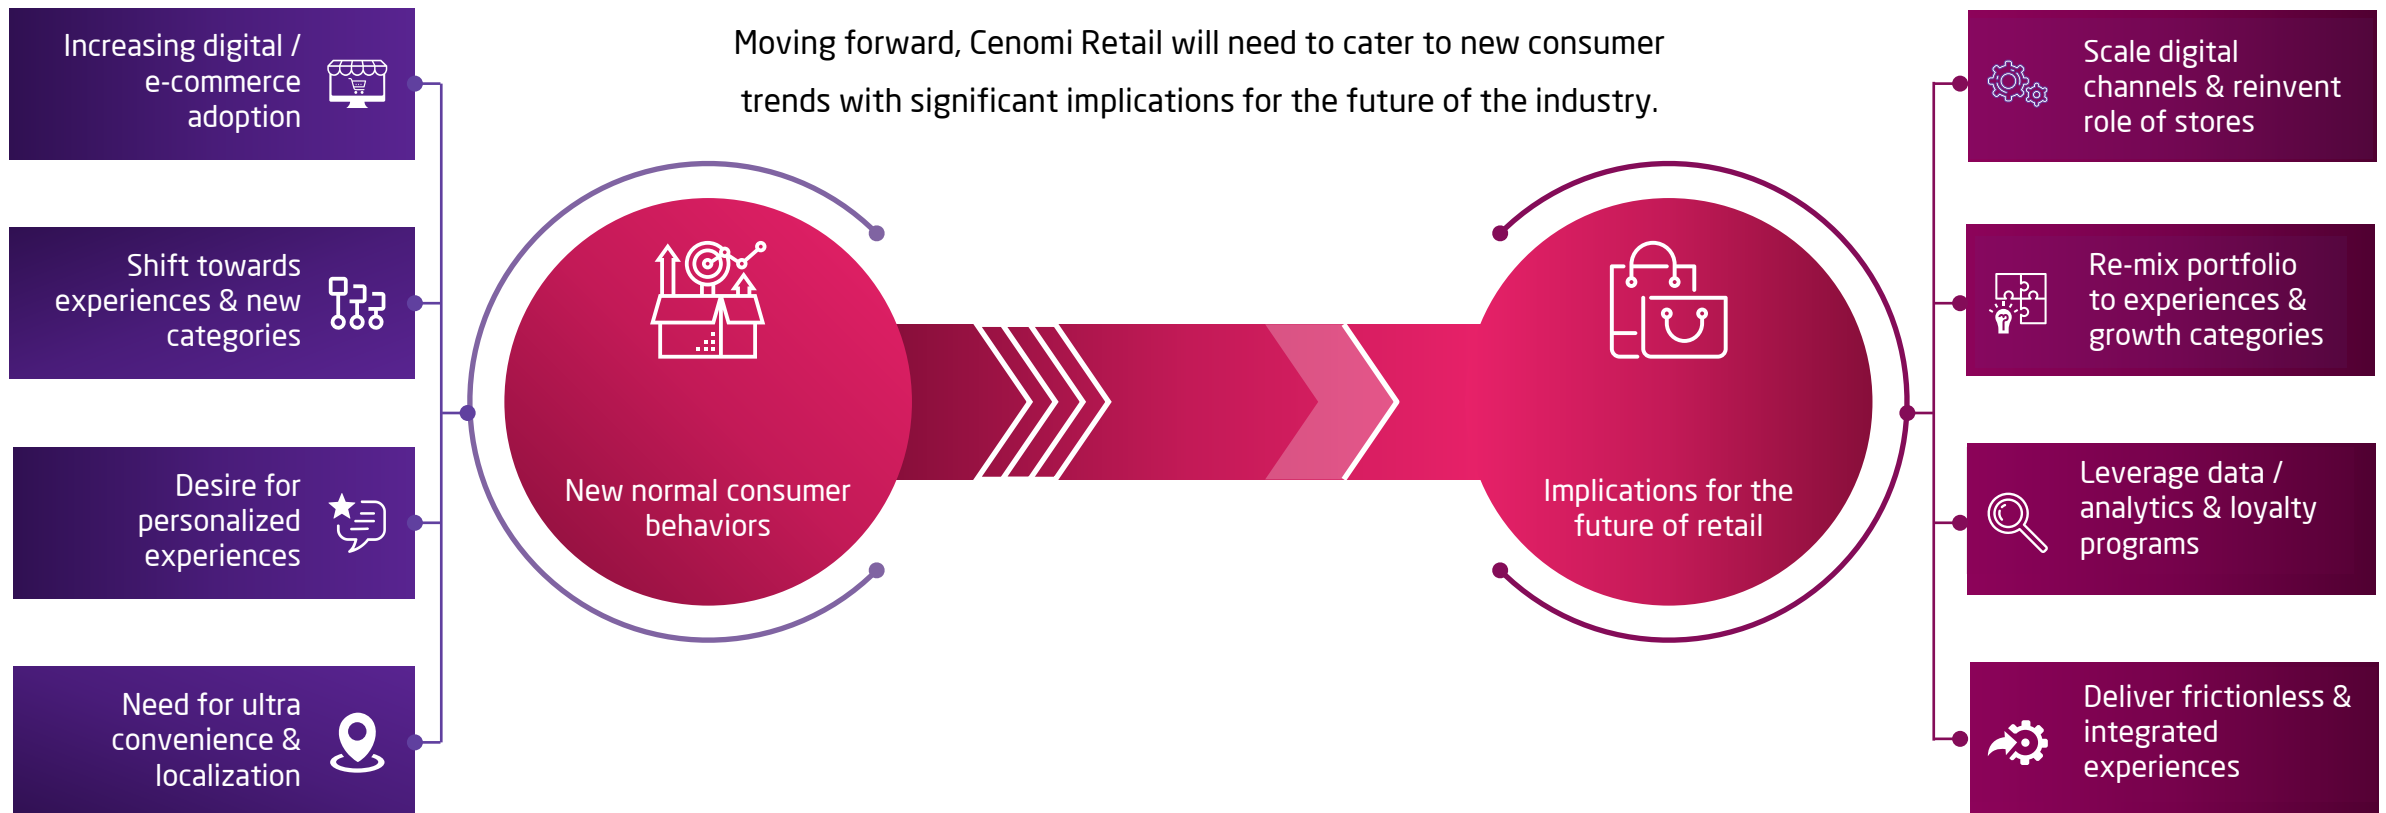 Moving forward, Cenomi Retail will need to cater to new consumer
trends with significant implications for the future of the industry.
Increasing digital /
e-commerce
adoption
Shift towards
experiences & new
categories
Desire for
personalized
experiences
Need for ultra
convenience &
localization
New normal consumer
behaviors
Implications for the
future of retail
Scale digital
channels & reinvent
role of stores
Re-mix portfolio
to experiences &
growth categories
Leverage data /
analytics & loyalty
programs
Deliver frictionless &
integrated
experiences